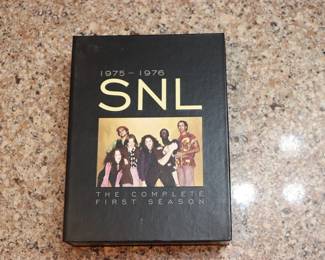 1975 - 1976
SNL
THE COMPLETE
FIRST SEASON